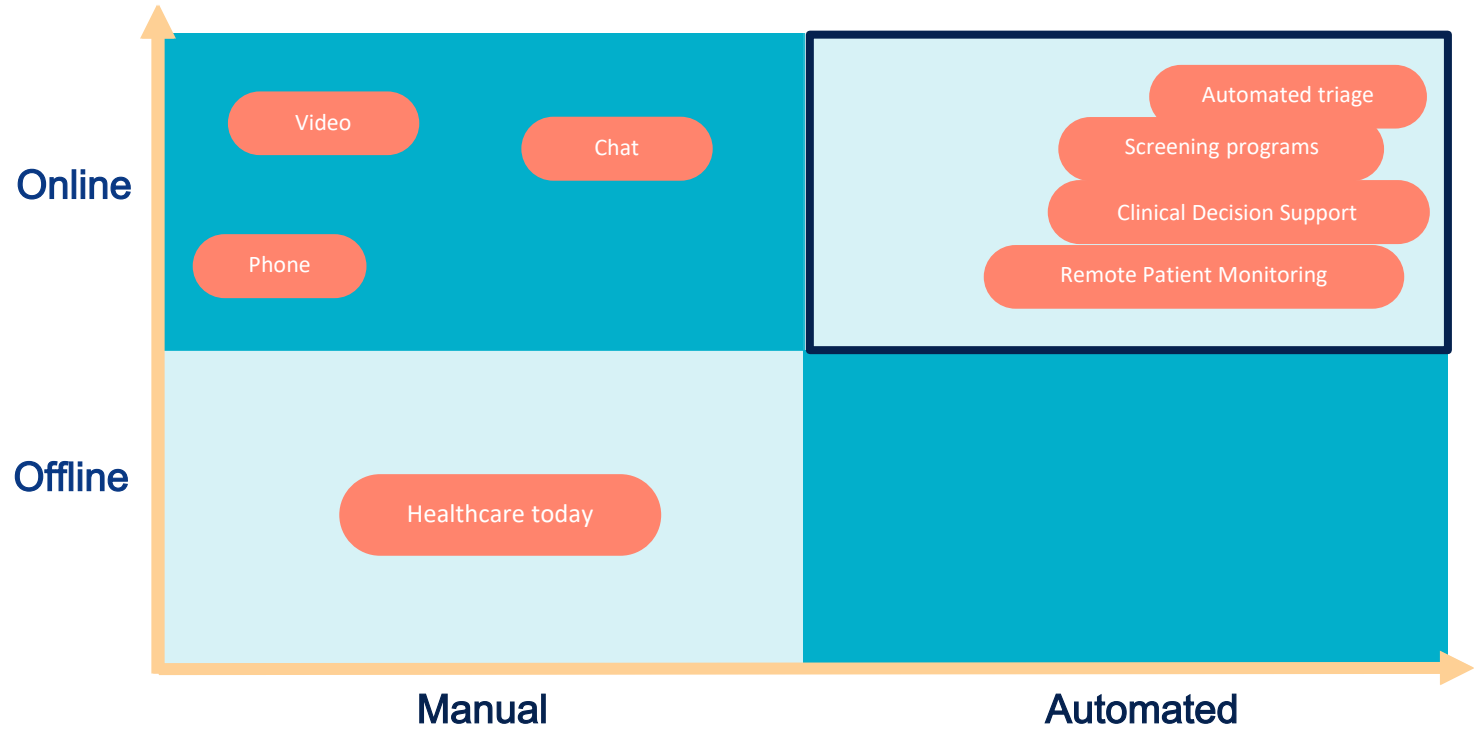 Automated triage
Video
Chat
Screening programs
Online
Clinical Decision Support
Phone
Remote Patient Monitoring
Offline
Healthcare today
Manual
Automated